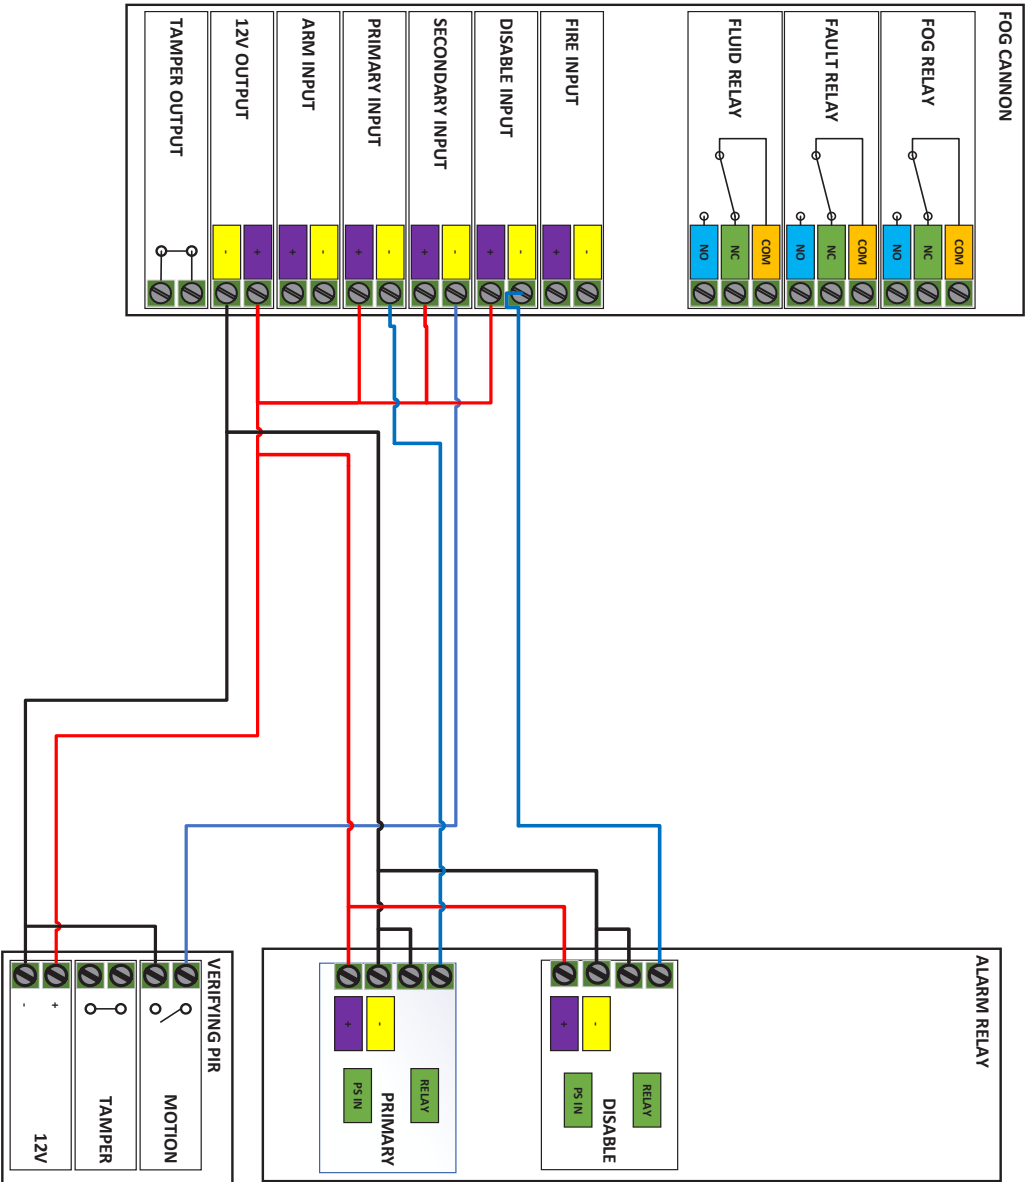 FOG CANNON
TAMPER OUTPUT
12V OUTPUT
ARM INPUT
PRIMARY INPUT
SECONDARY INPUT
DISABLE INPUT
FIRE INPUT
FLUID RELAY
FAULT RELAY
FOG RELAY
- + + - + - + - + - + -
NO NC COM NO NC COM NO NC COM
VERIFYING PIR
- +
12V
TAMPER
MOTION
ALARM RELAY
+ -
PS IN
RELAY
PRIMARY
+ -
PS IN
RELAY
DISABLE